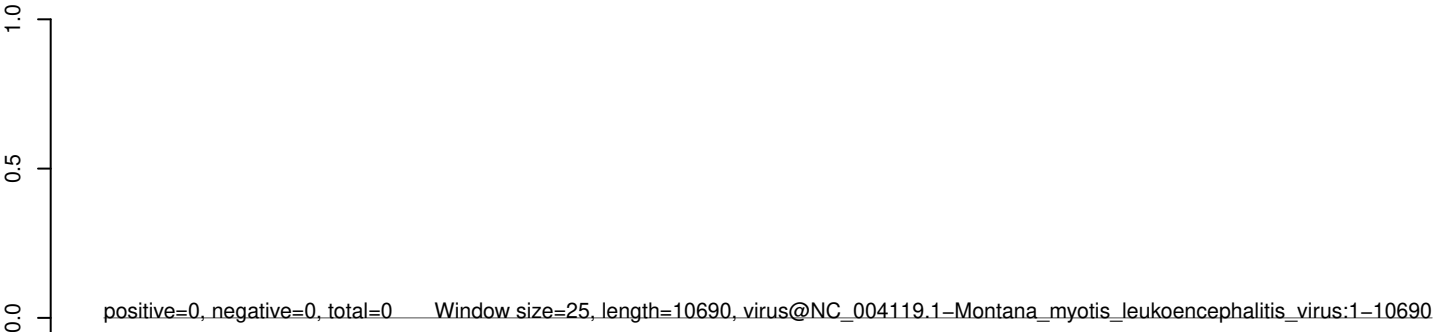 1.0
0.5
0.0
positive=0, negative=0, total=0 Window size=25, length=10690, virus@NC_004119.1−Montana_myotis_leukoencephalitis_virus:1−10690